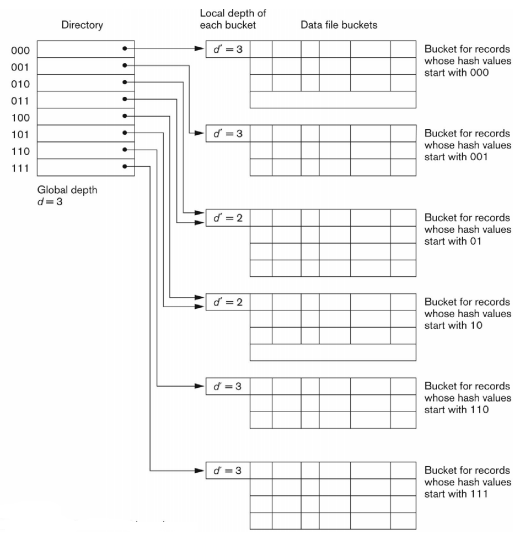 Directory
Local depth of
each bucket
Data file buckets
000
001
010
011
100
101
110
111
Global depth
d = 3
d′ = 3
Bucket for records
whose hash values
start with 000
d′ = 3
Bucket for records
whose hash values
start with 001
d′ = 2
Bucket for records
whose hash values
start with 01
d′ = 2
Bucket for records
whose hash values
start with 10
d′ = 3
Bucket for records
whose hash values
start with 110
d′ = 3
Bucket for records
whose hash values
start with 111